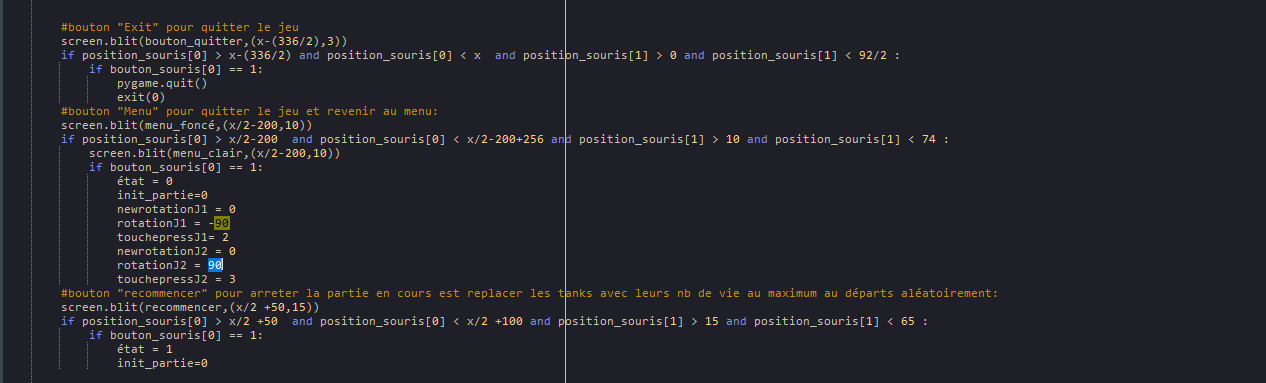 #bouton "Exit" pour quitter le jeu
screen.blit(bouton_quitter,(x-(336/2),3))
if position_souris[0] > x-(336/2) and position_souris[0] < x  and position_souris[1] > 0 and position_souris[1] < 92/2 :
if bouton_souris[0] == 1:
pygame.quit()
exit(0)
#bouton "Menu" pour quitter le jeu et revenir au menu:
screen.blit(menu_foncé,(x/2-200,10))
if position_souris[0] > x/2-200  and position_souris[0] < x/2-200+256 and position_souris[1] > 10 and position_souris[1] < 74 :
screen.blit(menu_clair,(x/2-200,10))
if bouton_souris[0] == 1:
état = 0
init_partie=0
newrotationJ1 = 0
rotationJ1 = -90
touchepressJ1= 2
newrotationJ2 = 0
rotationJ2 = 90
touchepressJ2 = 3
#bouton "recommencer" pour arreter la partie en cours est replacer les tanks avec leurs nb de vie au maximum au départs aléatoirement:
screen.blit(recommencer,(x/2 +50,15))
if position_souris[0] > x/2 +50  and position_souris[0] < x/2 +100 and position_souris[1] > 15 and position_souris[1] < 65 :
if bouton_souris[0] == 1:
état = 1
init_partie=0